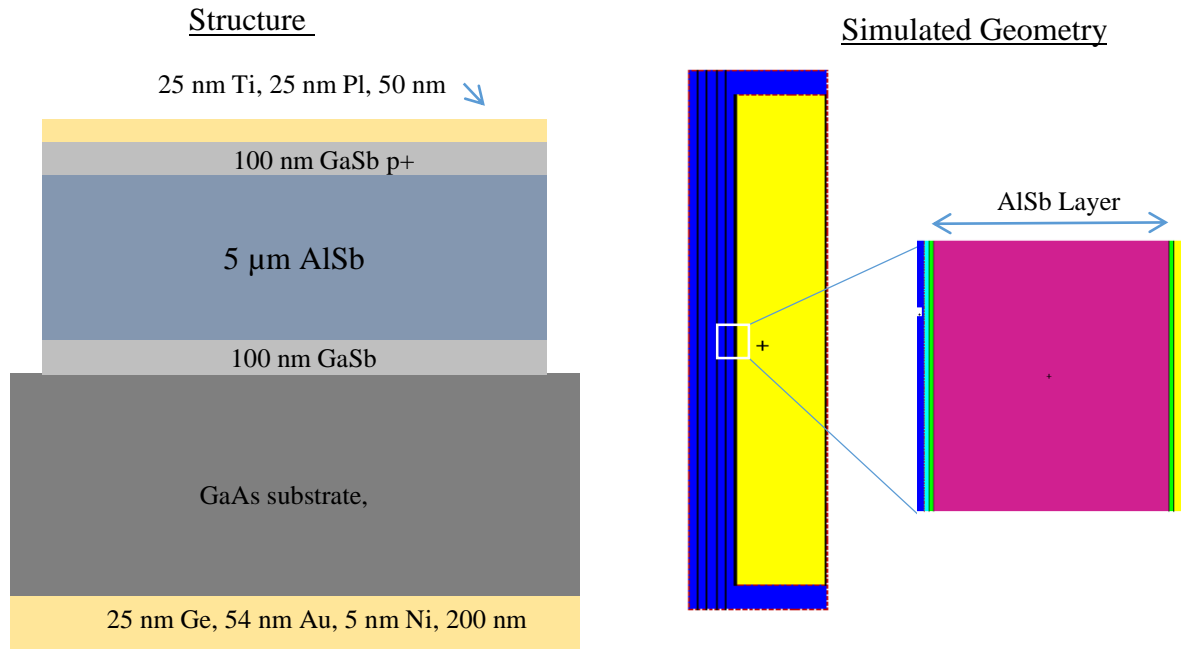 Structure
Simulated Geometry
25 nm Ti, 25 nm Pl, 50 nm
100 nm GaSb p+
5 µm AlSb
100 nm GaSb
GaAs substrate,
25 nm Ge, 54 nm Au, 5 nm Ni, 200 nm
AlSb Layer